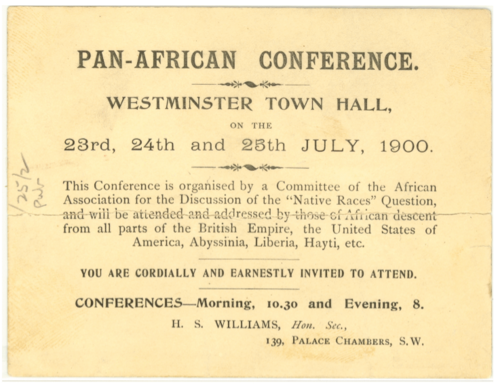 PAN-AFRICAN CONFERENCE.
WESTMINSTER TOWN HALL,
ON THE
23rd, 24th and 25th JULY, 1900.
This Conference is organised by a Committee of the African
Association for the Discussion of the "Native Races" Question,
and will be attended and addressed by those of African descent
from all parts of the British Empire, the United States of
America, Abyssinia, Liberia, Hayti, etc.
YOU ARE CORDIALLY AND EARNESTLY INVITED TO ATTEND.
CONFERENCES—Morning, 10.30 and Evening, 8.
H. S. WILLIAMS, Hon. Sec.,
139, PALACE CHAMBERS, S.W.